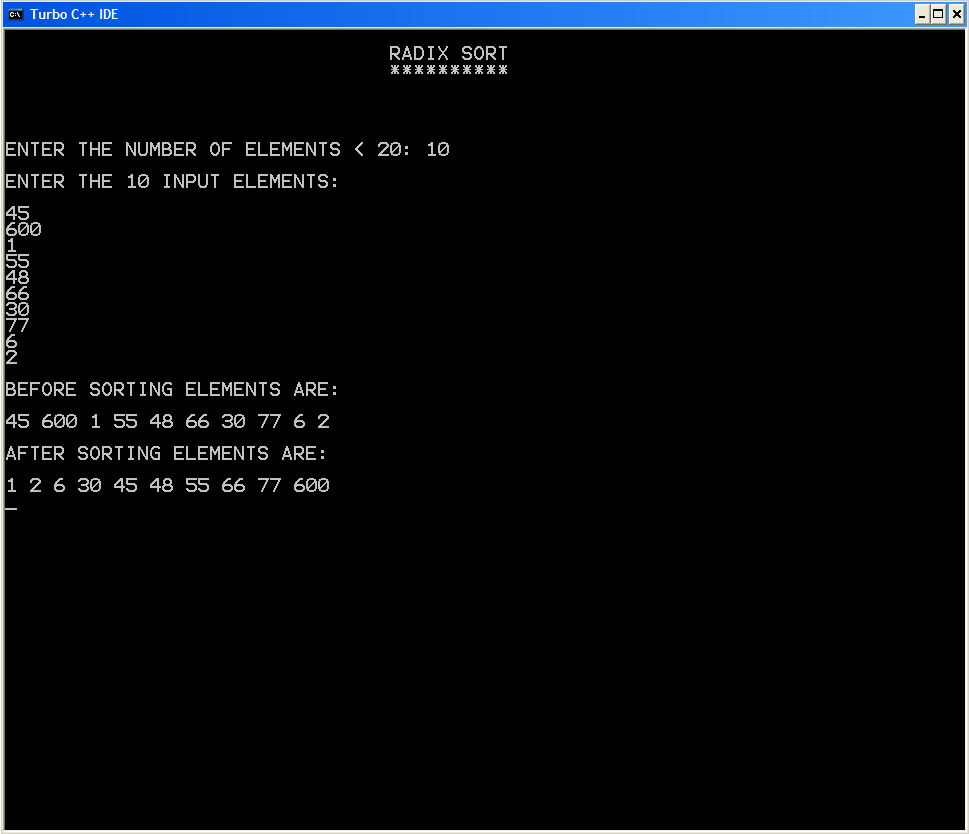 Turbo C++ IDE
RADIX SORT
**********
ENTER THE NUMBER OF ELEMENTS < 20: 10
ENTER THE 10 INPUT ELEMENTS:
45
600
1
55
48
66
30
77
6
2
BEFORE SORTING ELEMENTS ARE:
45 600 1 55 48 66 30 77 6 2
AFTER SORTING ELEMENTS ARE:
1 2 6 30 45 48 55 66 77 600